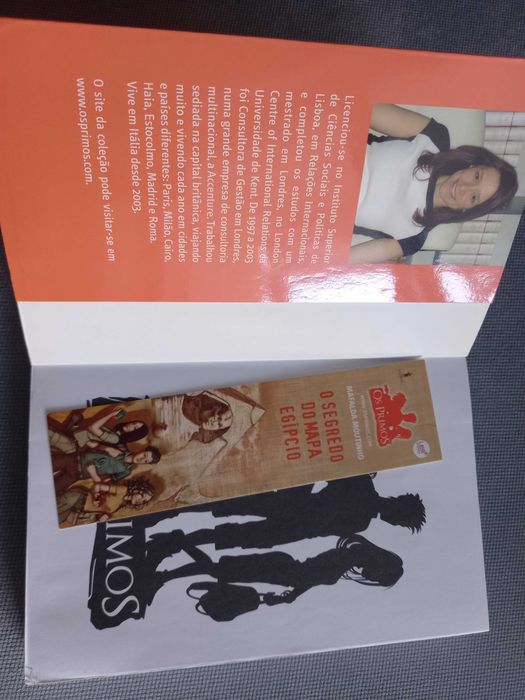 Licenciou-se no Instituto Superior
de Ciências Sociais e Políticas de
Lisboa, em Relações Internacionais,
e completou os estudos com um
mestrado em Londres, no London
Centre of International Relations da
Universidade de Kent. De 1997 a 2003
foi Consultora de Gestão em Londres,
numa grande empresa de consultoria
multinacional, a Accenture. Trabalhou
sediada na capital britânica, viajando
muito e vivendo cada ano em cidades
e países diferentes: Paris, Milão, Cairo,
Haia, Estocolmo, Madrid e Roma.
Vive em Itália desde 2003.
O site da coleção pode visitar-se em
www.osprimos.com.
OS PRIMOS
www.osprimos.com
MAFALDA MOUTINHO
O SEGREDO
DO MAPA
EGÍPCIO
IMOS